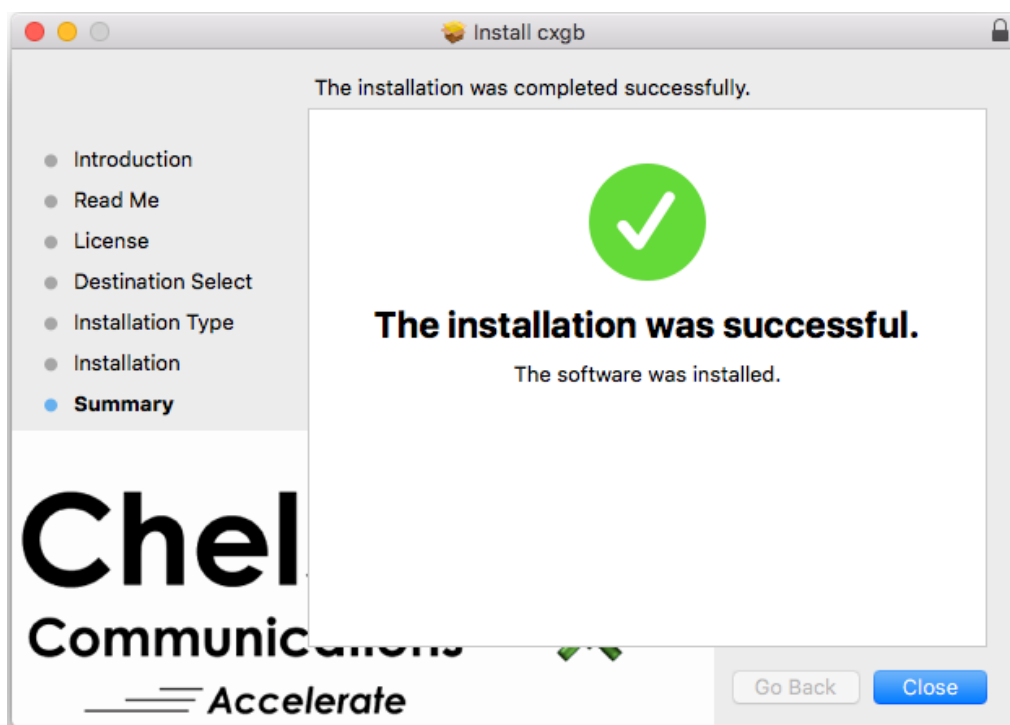 Install cxgb
The installation was completed successfully.
Introduction
Read Me
License
Destination Select
Installation Type
Installation
Summary
The installation was successful.
The software was installed.
Chel
Communications
Accelerate
Go Back
Close